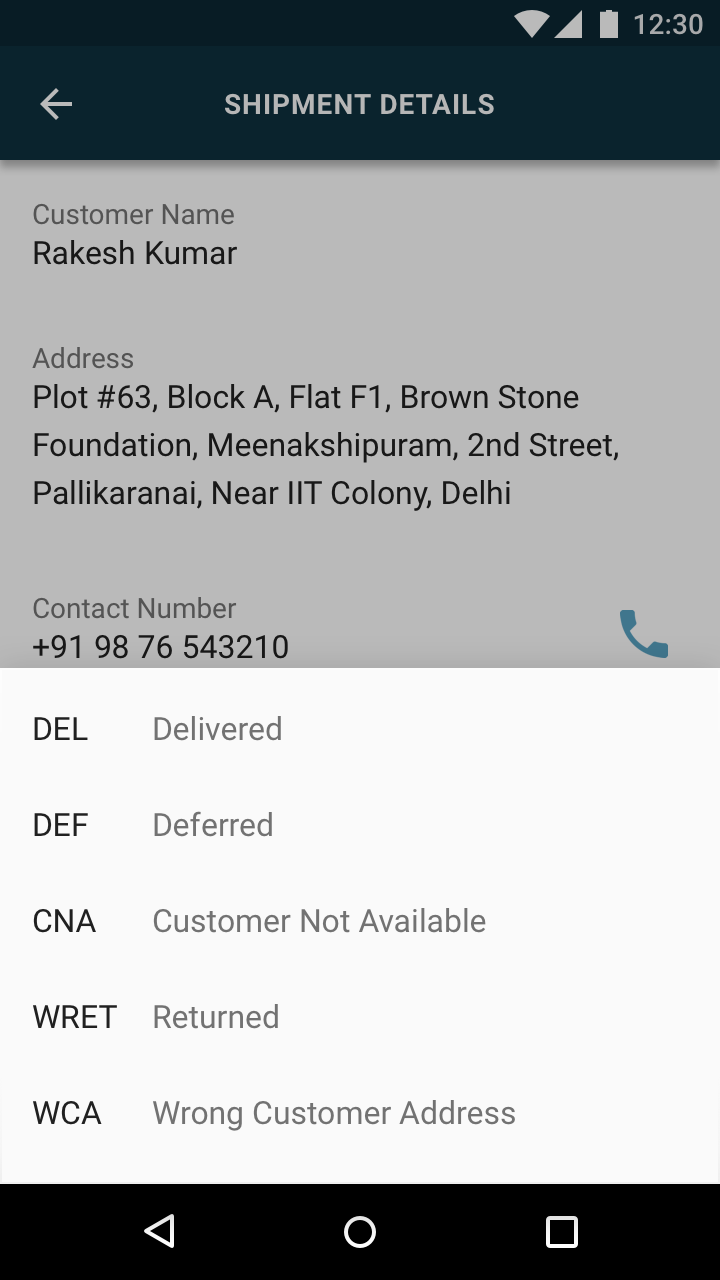 12:30
SHIPMENT DETAILS
Customer Name
Rakesh Kumar
Address
Plot #63, Block A, Flat F1, Brown Stone
Foundation, Meenakshipuram, 2nd Street,
Pallikaranai, Near IIT Colony, Delhi
Contact Number
+91 98 76 543210
DEL Delivered
DEF Deferred
CNA Customer Not Available
WRET Returned
WCA Wrong Customer Address